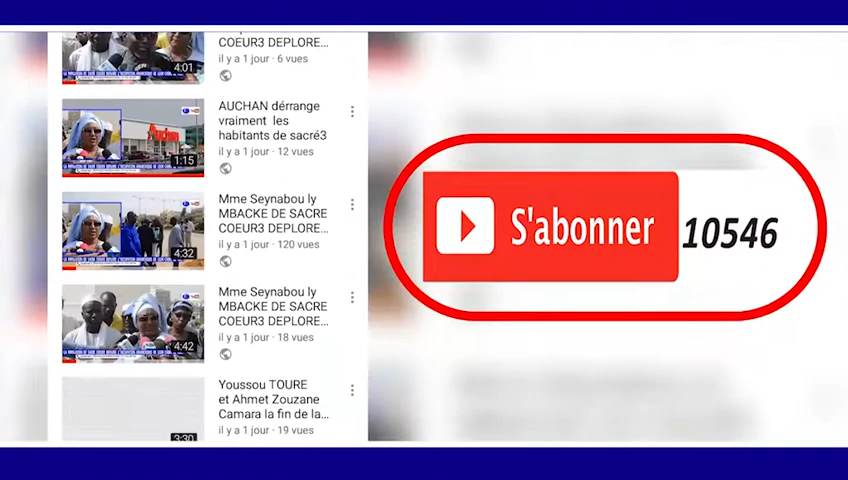 COEUR3 DEPLORE...
il y a 1 jour · 6 vues
4:01
AUCHAN dérrange
vraiment les
habitants de sacré3
il y a 1 jour · 12 vues
Auchan
1:15
Mme Seynabou ly
MBACKE DE SACRE
COEUR3 DEPLORE...
il y a 1 jour · 120 vues
4:32
Mme Seynabou ly
MBACKE DE SACRE
COEUR3 DEPLORE...
il y a 1 jour · 18 vues
4:42
Youssou TOURE
et Ahmet Zouzane
Camara la fin de la...
il y a 1 jour · 19 vues
3:30
S'abonner
10546